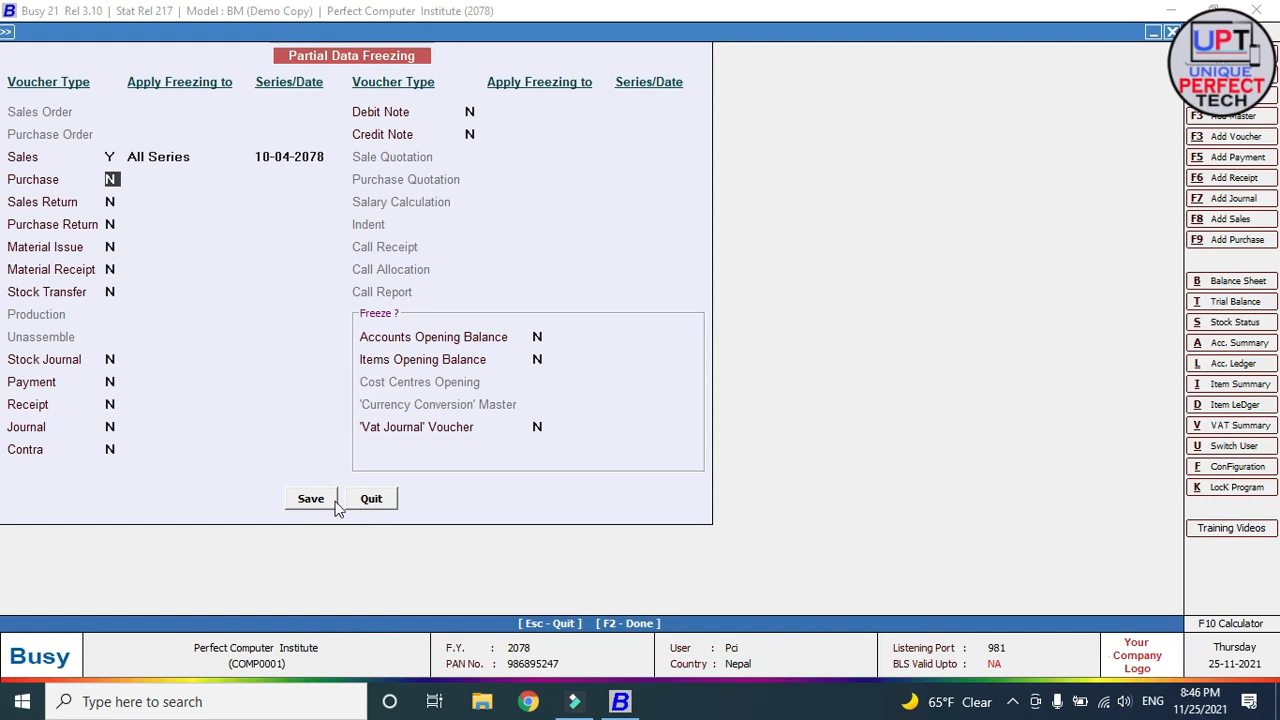 Busy 21 Rel 3.10 | Stat Rel 217 | Model : BM (Demo Copy) | Perfect Computer Institute (2078)
>>
UPT
UNIQUE
PERFECT
TECH
Partial Data Freezing
Voucher Type Apply Freezing to Series/Date Voucher Type Apply Freezing to Series/Date
Sales Order Debit Note N
Purchase Order Credit Note N
Sales Y All Series 10-04-2078 Sale Quotation
Purchase N Purchase Quotation
Sales Return N Salary Calculation
Purchase Return N Indent
Material Issue N Call Receipt
Material Receipt N Call Allocation
Stock Transfer N Call Report
Production Freeze ?
Unassemble Accounts Opening Balance N
Stock Journal N Items Opening Balance N
Payment N Cost Centres Opening
Receipt N 'Currency Conversion' Master
Journal N 'Vat Journal' Voucher N
Contra N
Save Quit
F3 Add Master
F3 Add Voucher
F5 Add Payment
F6 Add Receipt
F7 Add Journal
F8 Add Sales
F9 Add Purchase
B Balance Sheet
T Trial Balance
S Stock Status
A Acc. Summary
L Acc. Ledger
I Item Summary
D Item LeDger
V VAT Summary
U Switch User
F ConFiguration
K LocK Program
Training Videos
[ Esc - Quit ] [ F2 - Done ] F10 Calculator
Busy
Perfect Computer Institute
(COMP0001)
F.Y. : 2078
PAN No. : 986895247
User : Pci
Country : Nepal
Listening Port : 981
BLS Valid Upto : NA
Your
Company
Logo
Thursday
25-11-2021
Type here to search
65°F Clear
ENG
8:46 PM
11/25/2021